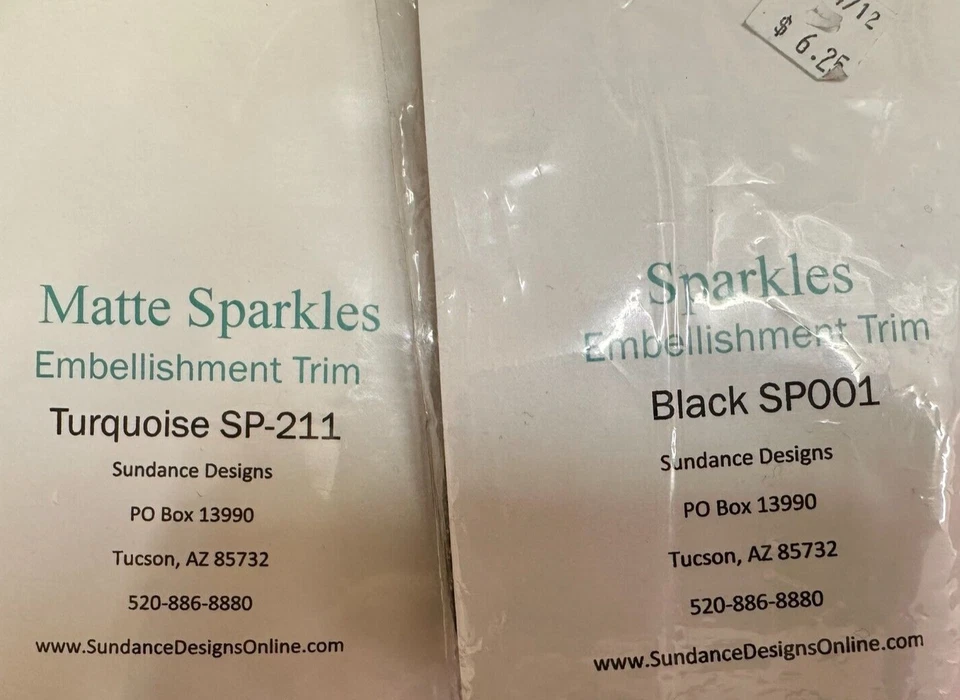 Matte Sparkles
Embellishment Trim
Turquoise SP-211
Sundance Designs
PO Box 13990
Tucson, AZ 85732
520-886-8880
www.SundanceDesignsOnline.com
/12
$ 6.25
Sparkles
Embellishment Trim
Black SP001
Sundance Designs
PO Box 13990
Tucson, AZ 85732
520-886-8880
www.SundanceDesignsOnline.com